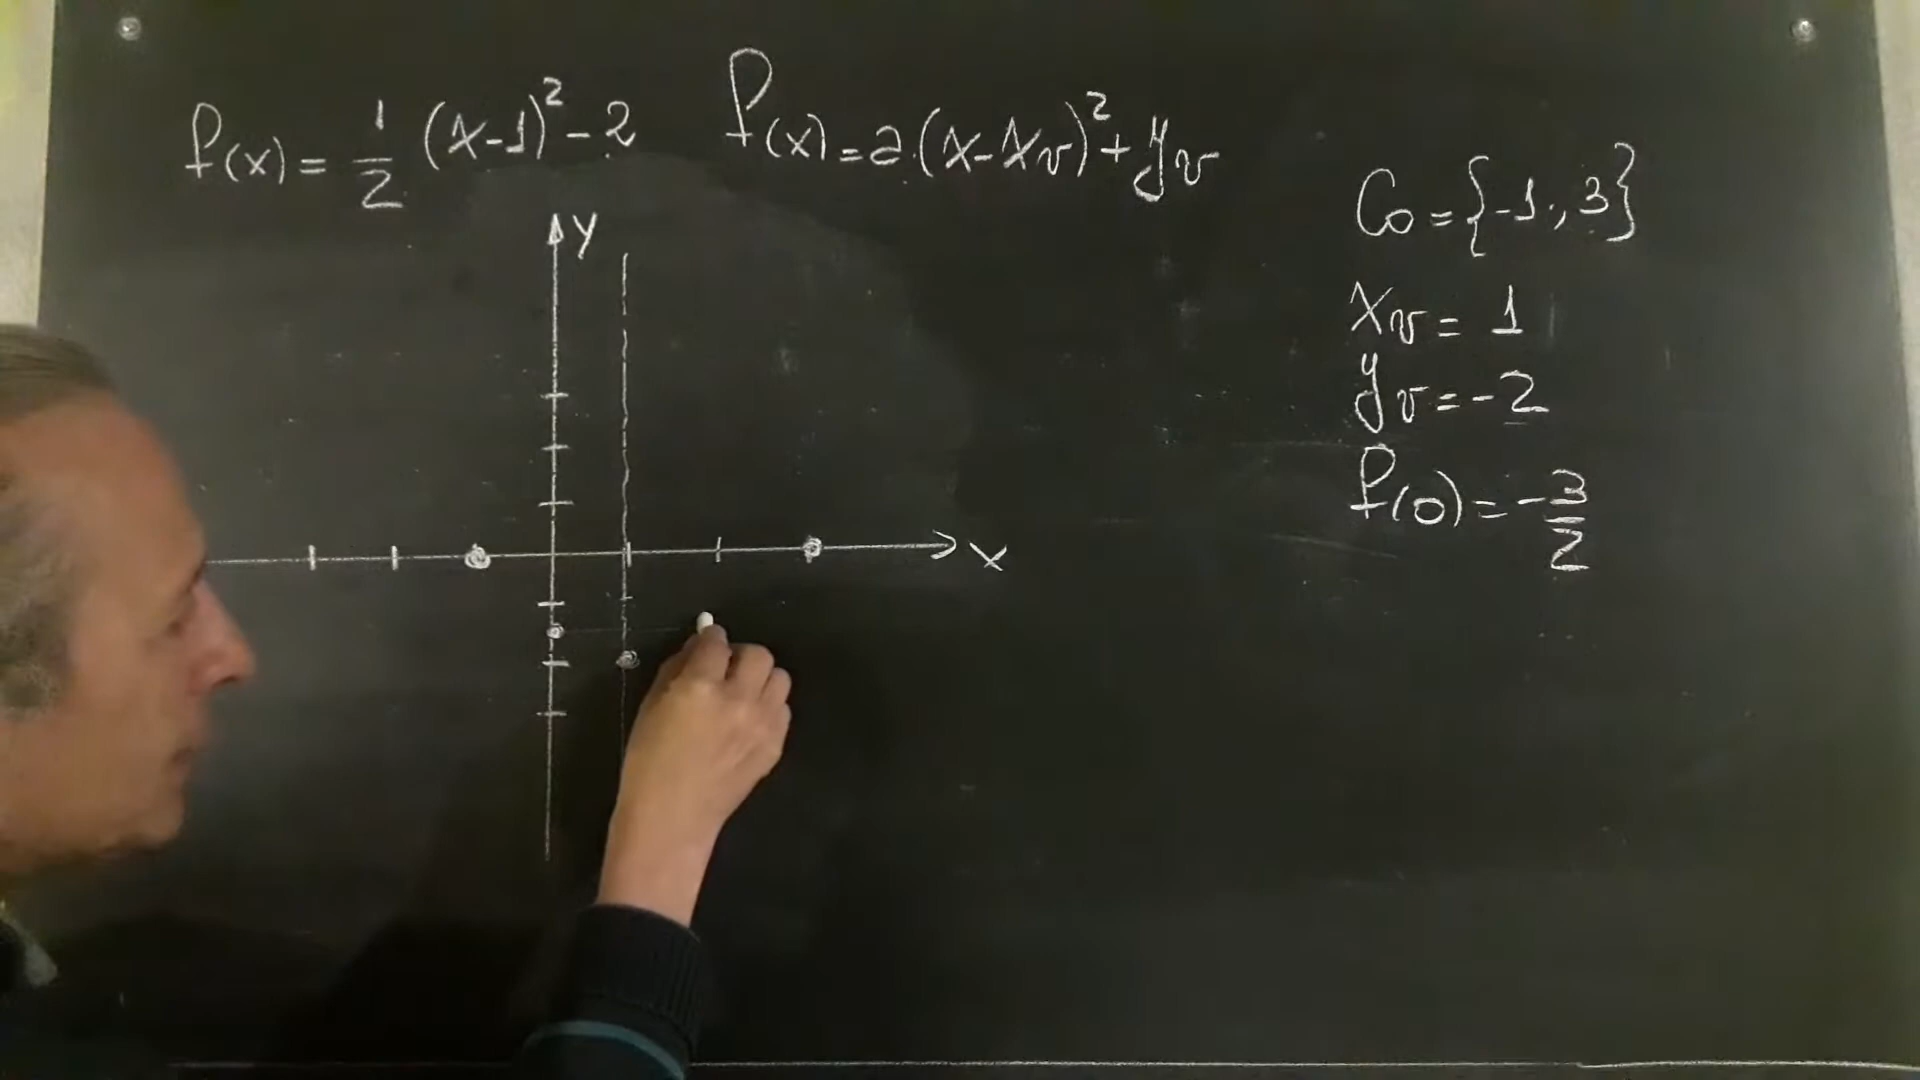 f(x) = 1/2 (x-1)² - 2
f(x) = a.(x-xv)² + yv
C₀ = {-1, 3}
xv = 1
yv = -2
f(0) = -3/2
y
x